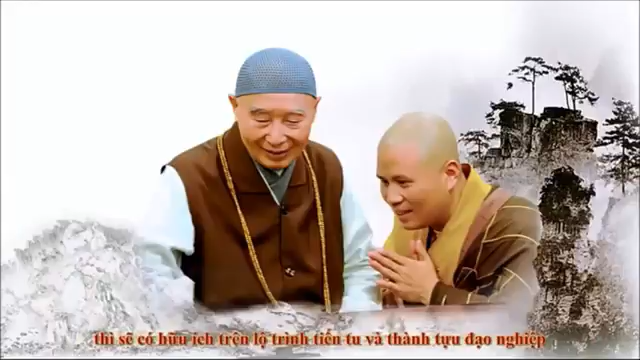 thì sẽ có hữu ích trên lộ trình tiến tu và thành tựu đạo nghiệp